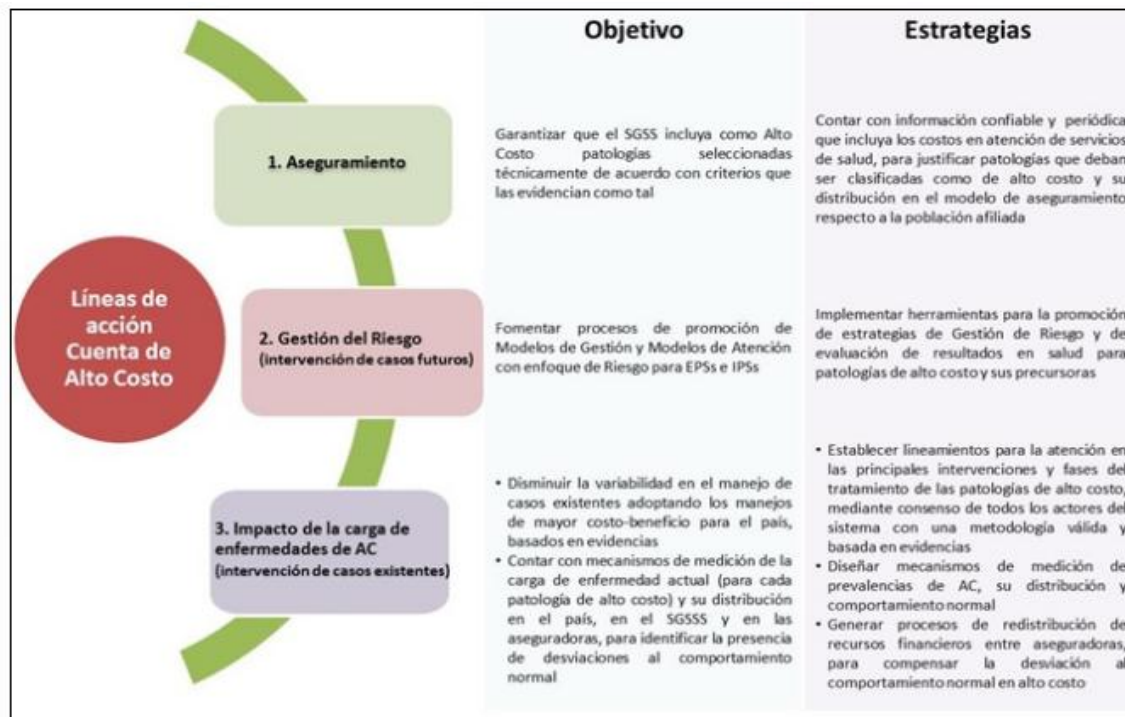 Objetivo
Estrategias
Líneas de
acción
Cuenta de
Alto Costo
1. Aseguramiento
Garantizar que el SGSS incluya como Alto
Costo patologías seleccionadas
técnicamente de acuerdo con criterios que
las evidencian como tal
Contar con información confiable y periódica
que incluya los costos en atención de servicios
de salud, para justificar patologías que deban
ser clasificadas como de alto costo y su
distribución en el modelo de aseguramiento
respecto a la población afiliada
2. Gestión del Riesgo
(intervención de casos futuros)
Fomentar procesos de promoción de
Modelos de Gestión y Modelos de Atención
con enfoque de Riesgo para EPSs e IPSs
Implementar herramientas para la promoción
de estrategias de Gestión de Riesgo y de
evaluación de resultados en salud para
patologías de alto costo y sus precursoras
3. Impacto de la carga de
enfermedades de AC
(intervención de casos existentes)
• Disminuir la variabilidad en el manejo de
casos existentes adoptando los manejos
de mayor costo-beneficio para el país,
basados en evidencias
• Contar con mecanismos de medición de la
carga de enfermedad actual (para cada
patología de alto costo) y su distribución
en el país, en el SGSSS y en las
aseguradoras, para identificar la presencia
de desviaciones al comportamiento
normal
• Establecer lineamientos para la atención en
las principales intervenciones y fases del
tratamiento de las patologías de alto costo,
mediante consenso de todos los actores del
sistema con una metodología válida y
basada en evidencias
• Diseñar mecanismos de medición de
prevalencias de AC, su distribución y
comportamiento normal
• Generar procesos de redistribución de
recursos financieros entre aseguradoras,
para compensar la desviación al
comportamiento normal en alto costo